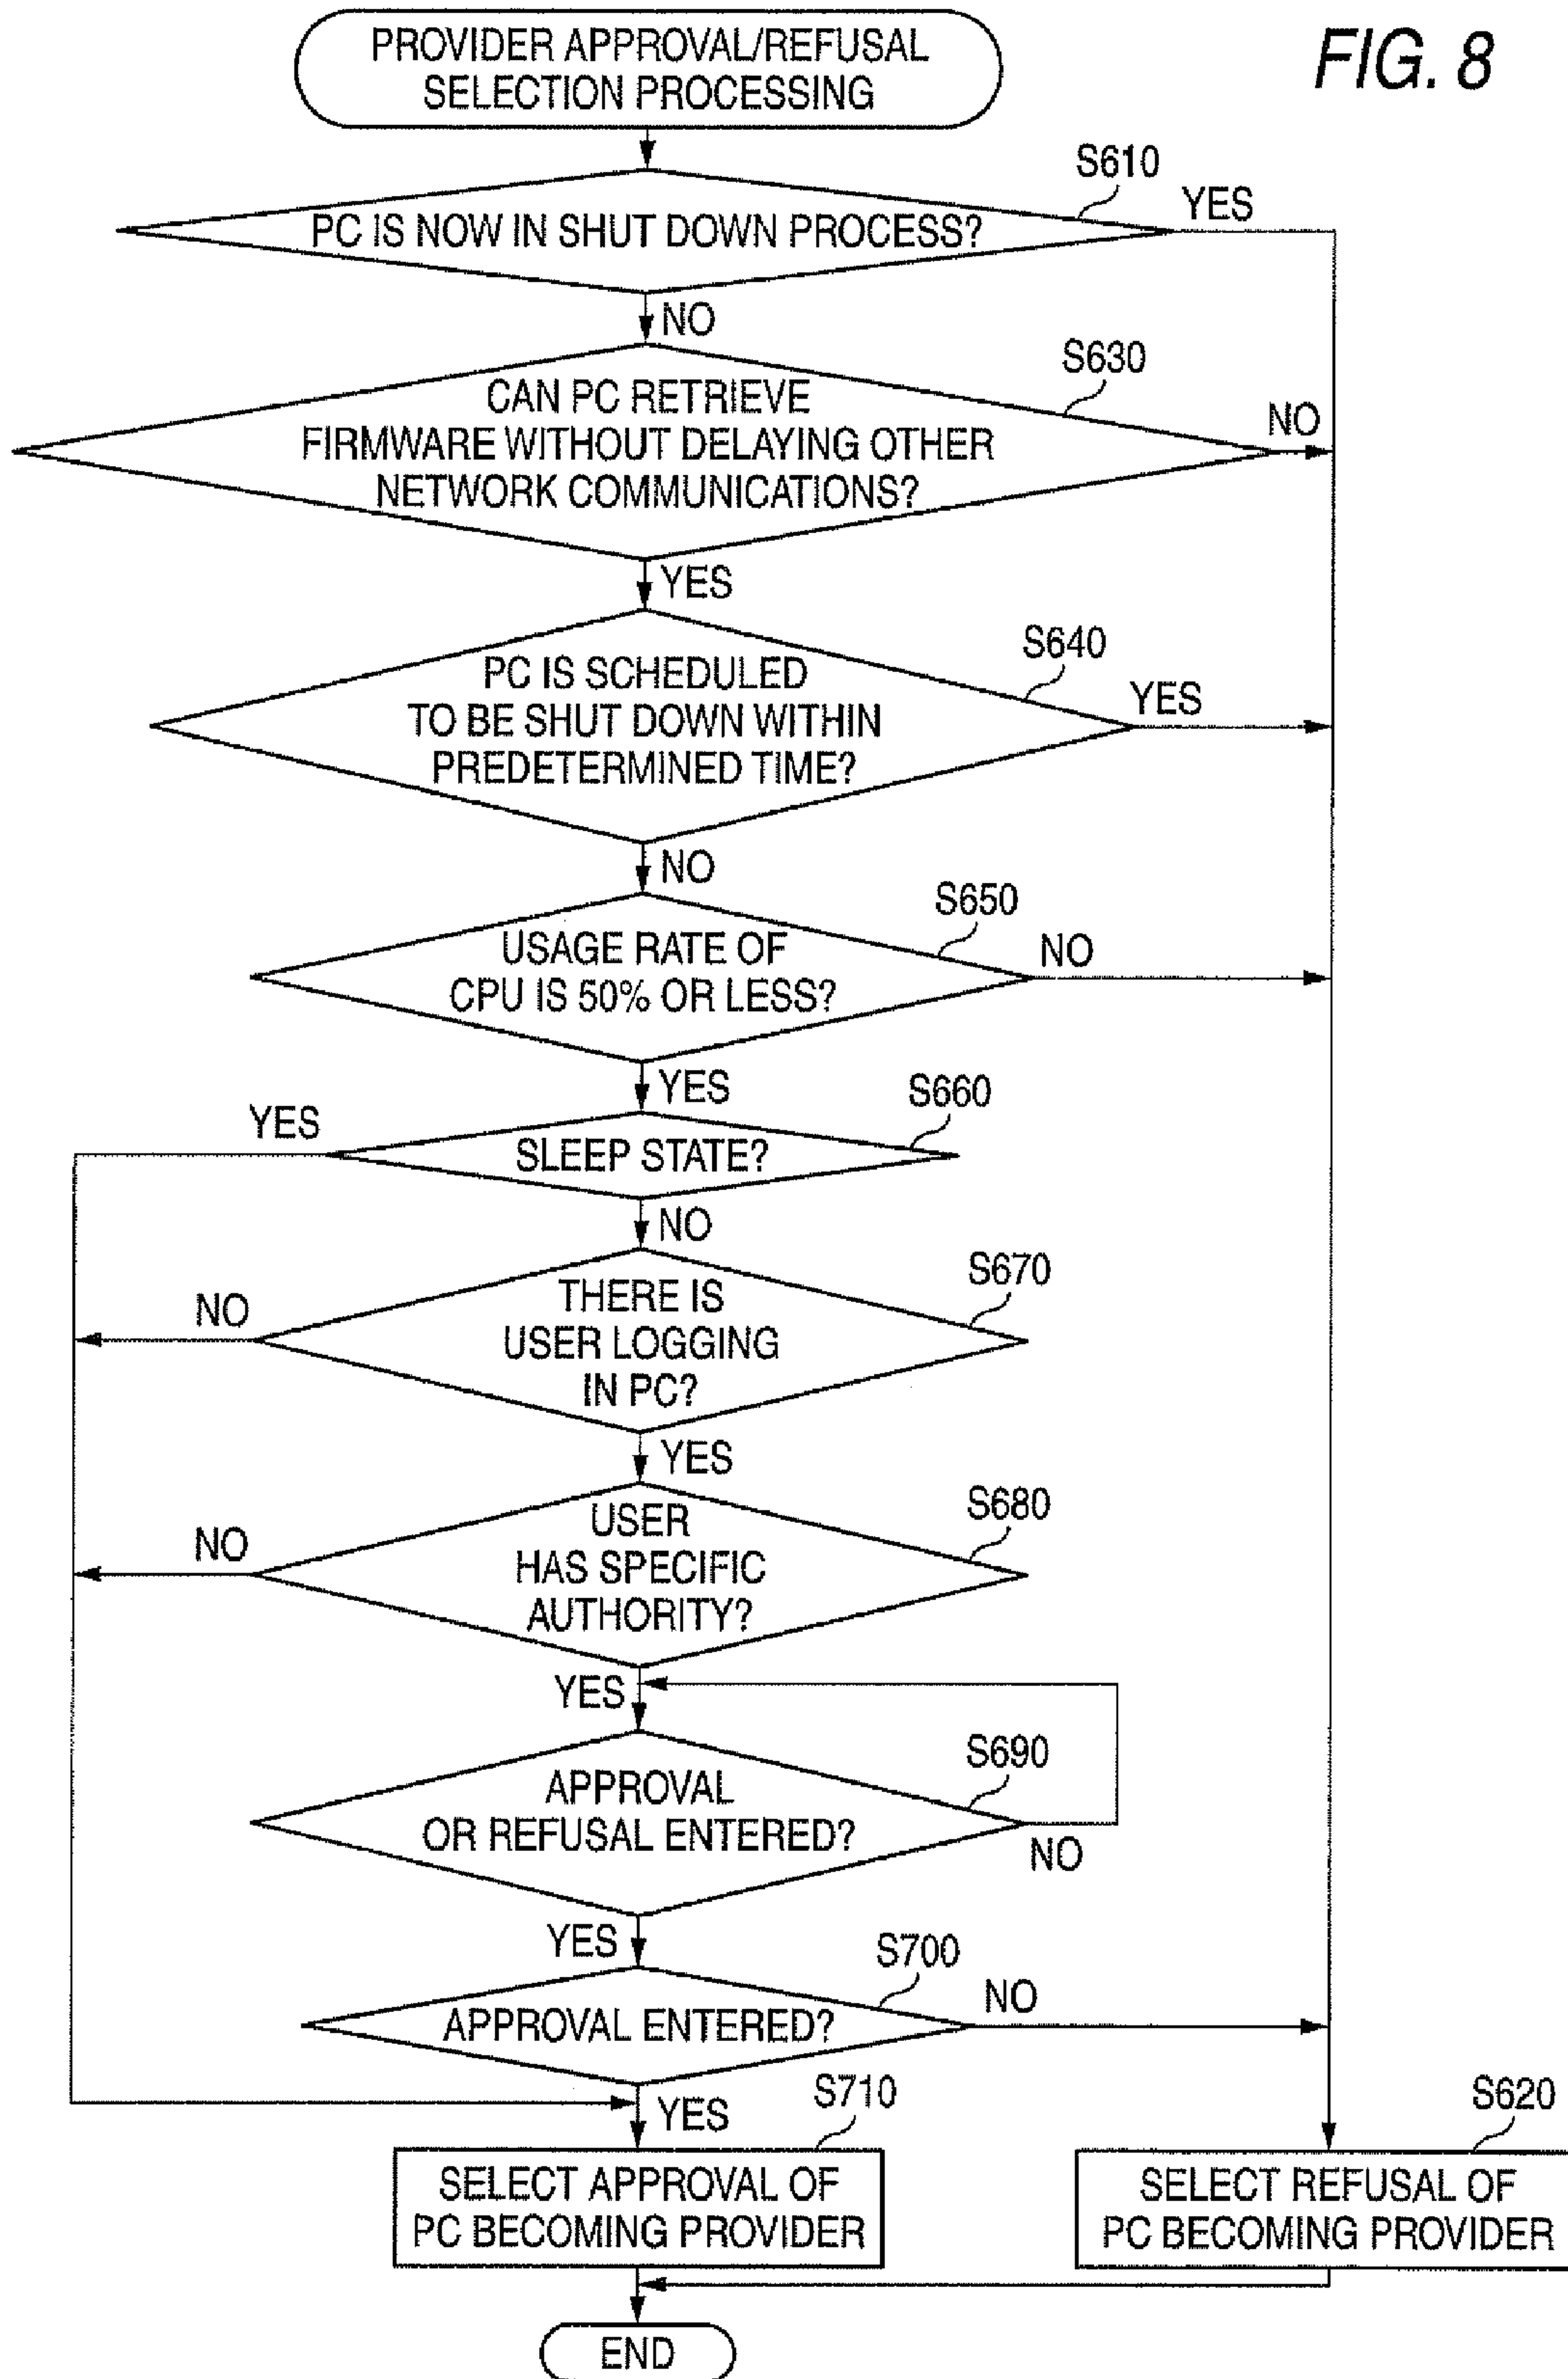 PROVIDER APPROVAL/REFUSAL
SELECTION PROCESSING
FIG. 8
S610
PC IS NOW IN SHUT DOWN PROCESS?
YES
NO
S630
CAN PC RETRIEVE
FIRMWARE WITHOUT DELAYING OTHER
NETWORK COMMUNICATIONS?
NO
YES
S640
PC IS SCHEDULED
TO BE SHUT DOWN WITHIN
PREDETERMINED TIME?
YES
NO
S650
USAGE RATE OF
CPU IS 50% OR LESS?
NO
YES
S660
YES
SLEEP STATE?
NO
S670
THERE IS
USER LOGGING
IN PC?
NO
YES
S680
USER
HAS SPECIFIC
AUTHORITY?
NO
YES
S690
APPROVAL
OR REFUSAL ENTERED?
NO
YES
S700
APPROVAL ENTERED?
NO
YES
S710
SELECT APPROVAL OF
PC BECOMING PROVIDER
S620
SELECT REFUSAL OF
PC BECOMING PROVIDER
END